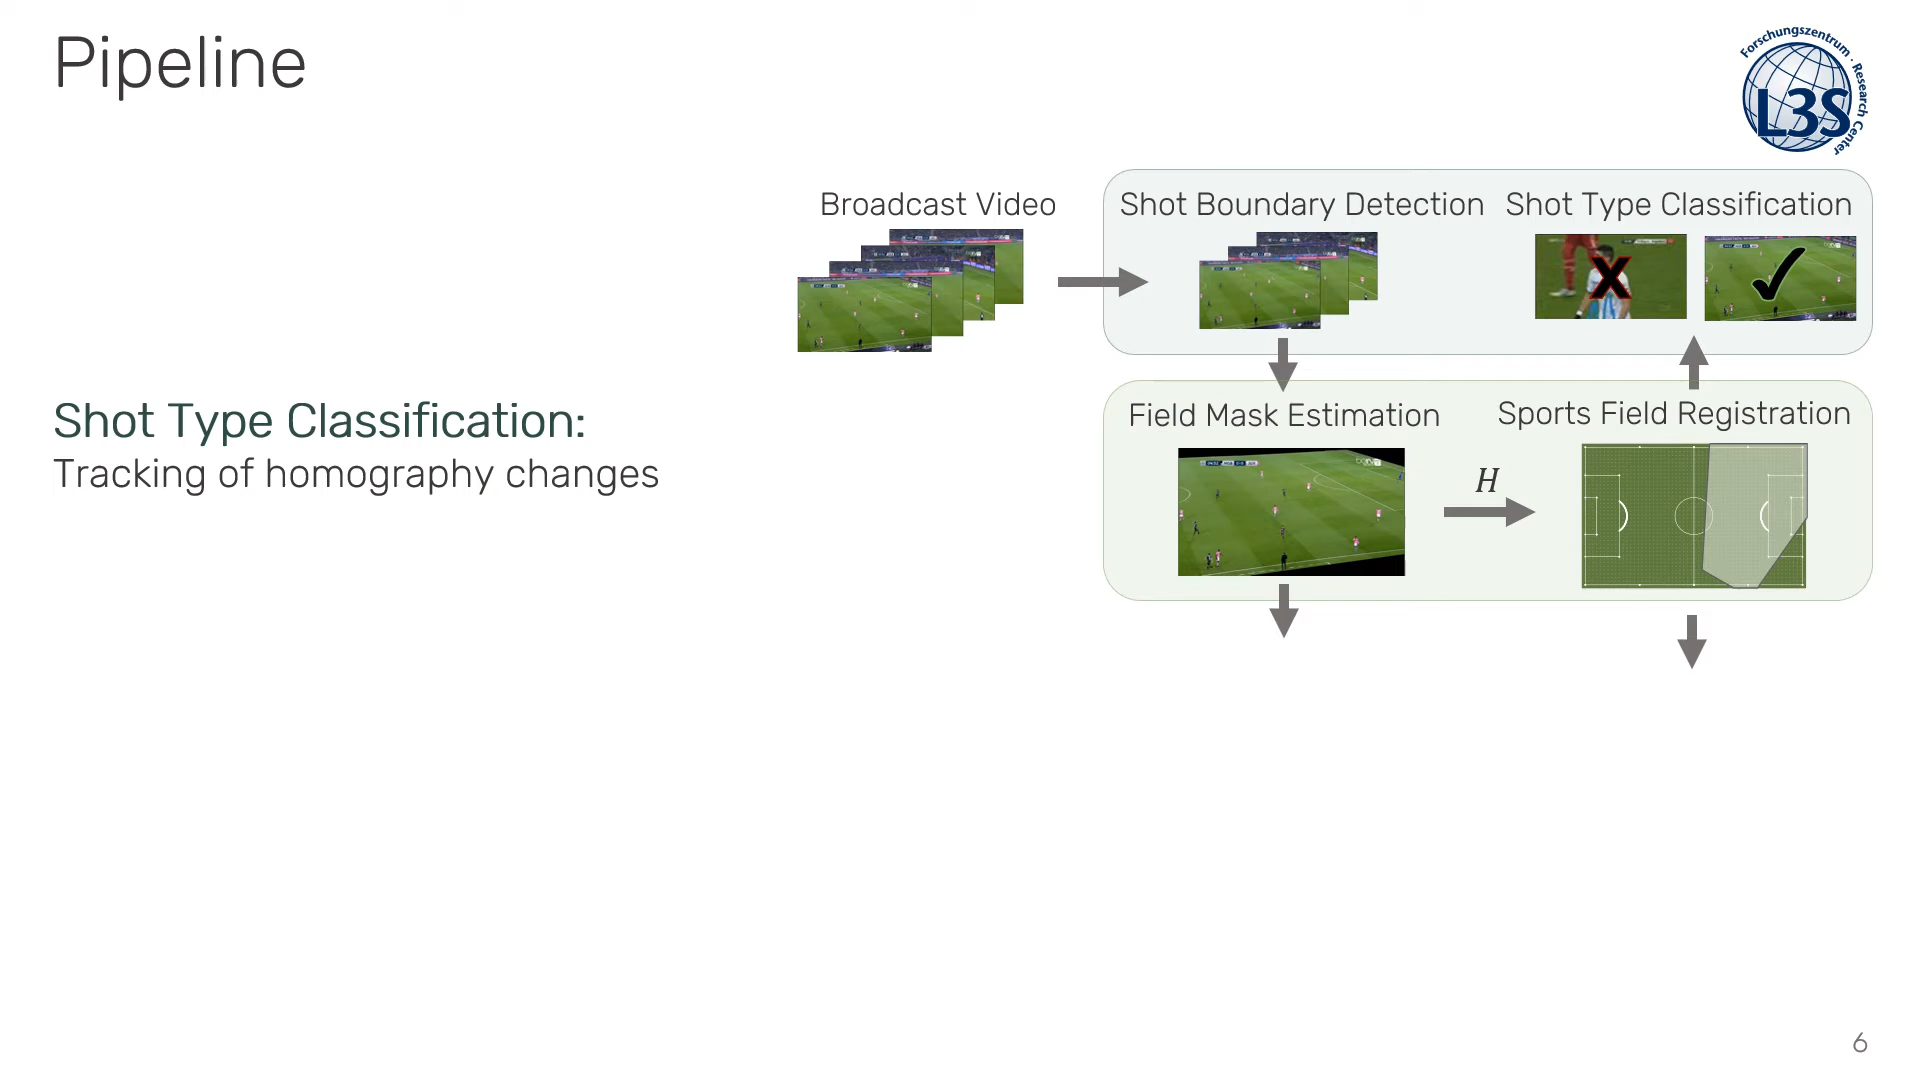 Pipeline
Forschungszentrum · Research Center
L3S
Broadcast Video
Shot Boundary Detection
Shot Type Classification
X
Shot Type Classification:
Tracking of homography changes
Field Mask Estimation
H
Sports Field Registration
6